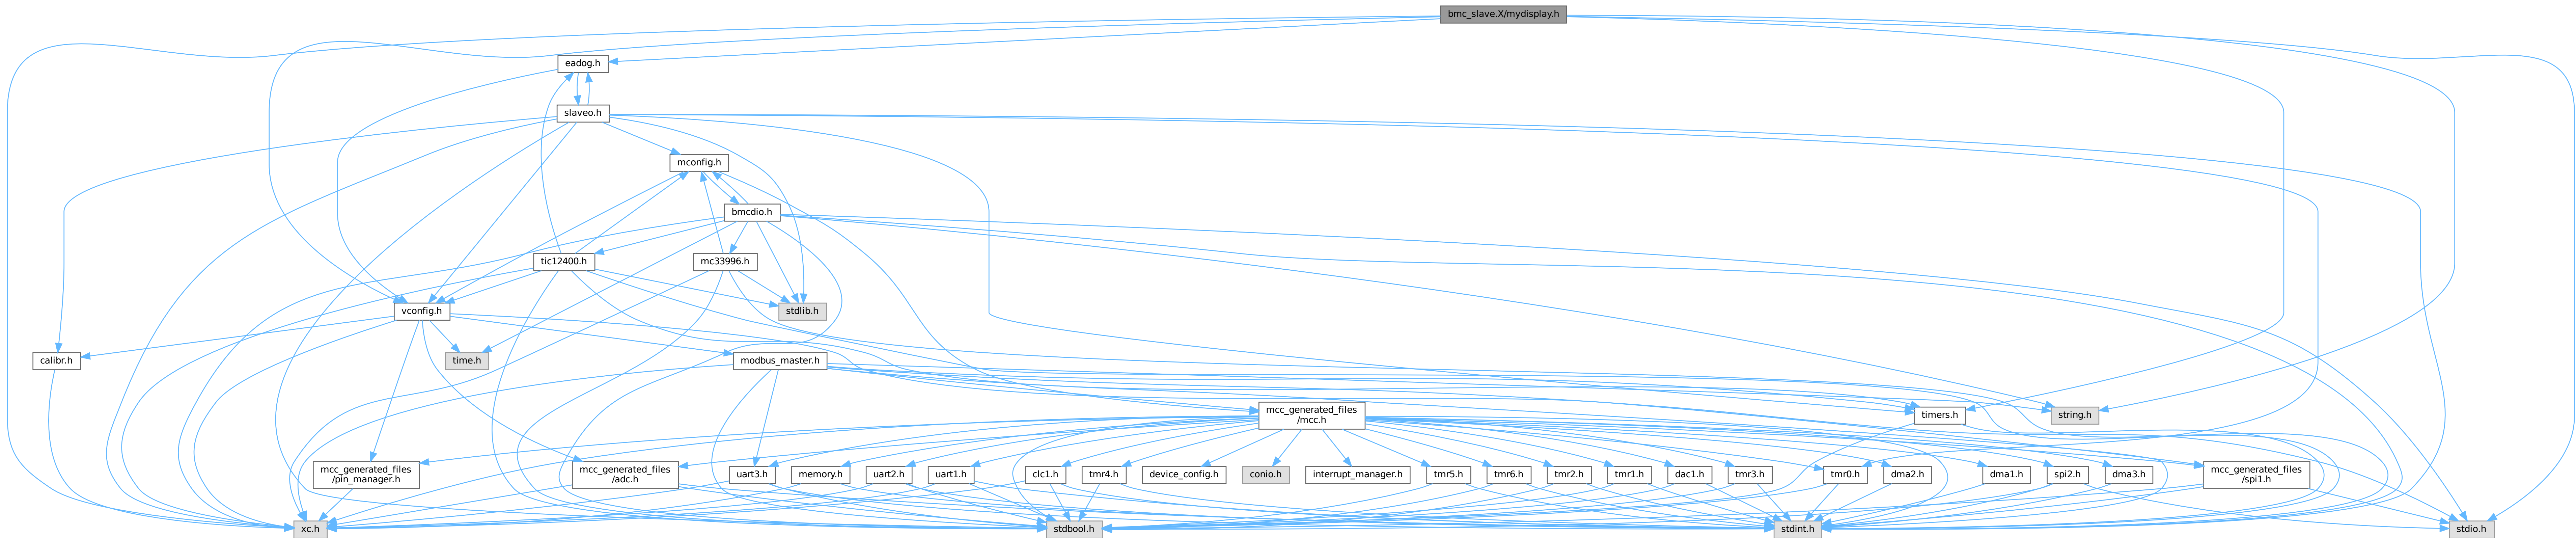 bmc_slave.X/mydisplay.h
eadog.h
slaveo.h
mconfig.h
bmcdio.h
tic12400.h
mc33996.h
vconfig.h
stdlib.h
calibr.h
time.h
modbus_master.h
mcc_generated_files
/mcc.h
timers.h
string.h
mcc_generated_files
/pin_manager.h
mcc_generated_files
/adc.h
uart3.h
memory.h
uart2.h
uart1.h
clc1.h
tmr4.h
device_config.h
conio.h
interrupt_manager.h
tmr5.h
tmr6.h
tmr2.h
tmr1.h
dac1.h
tmr3.h
tmr0.h
dma2.h
dma1.h
spi2.h
dma3.h
mcc_generated_files
/spi1.h
xc.h
stdbool.h
stdint.h
stdio.h